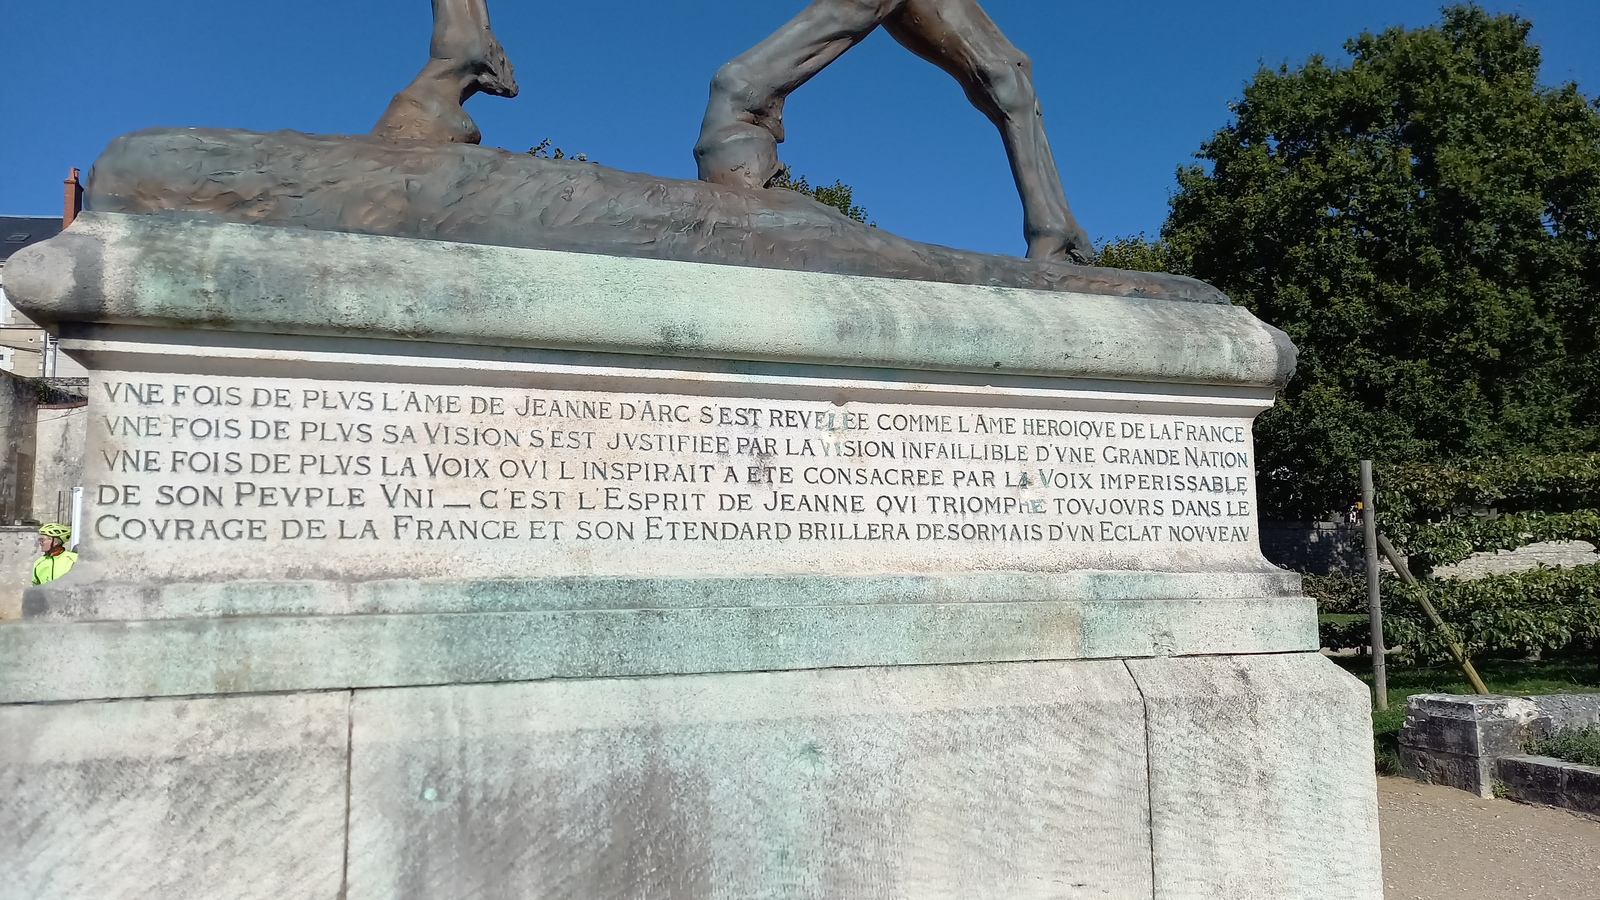 VNE FOIS DE PLVS L'AME DE JEANNE D'ARC S'EST REVELEE COMME L'AME HEROIQVE DE LA FRANCE
VNE FOIS DE PLVS SA VISION S'EST JVSTIFIEE PAR LA VISION INFAILLIBLE D'VNE GRANDE NATION
VNE FOIS DE PLVS LA VOIX QVI L'INSPIRAIT A ETE CONSACREE PAR LA VOIX IMPERISSABLE
DE SON PEVPLE VNI — C'EST L'ESPRIT DE JEANNE QVI TRIOMPHE TOVJOVRS DANS LE
COVRAGE DE LA FRANCE ET SON ETENDARD BRILLERA DESORMAIS D'VN ECLAT NOVVEAV